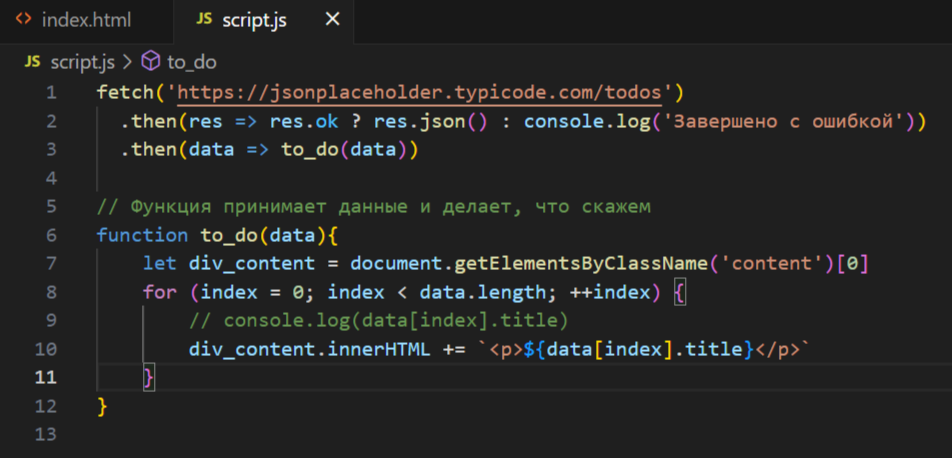 index.html JS script.js ×
JS script.js > to_do
1 fetch('https://jsonplaceholder.typicode.com/todos')
2 .then(res => res.ok ? res.json() : console.log('Завершено с ошибкой'))
3 .then(data => to_do(data))
4
5 // Функция принимает данные и делает, что скажем
6 function to_do(data){
7 let div_content = document.getElementsByClassName('content')[0]
8 for (index = 0; index < data.length; ++index) {
9 // console.log(data[index].title)
10 div_content.innerHTML += `<p>${data[index].title}</p>`
11 }
12 }
13